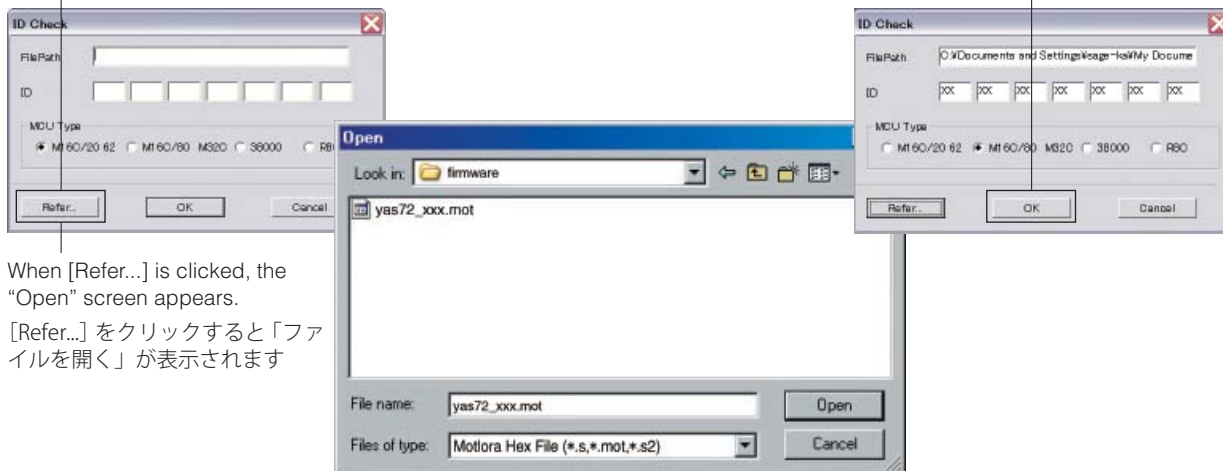 ID Check
FilePath
ID
MCU Type
M16C/20 62 M16C/80 M32C 38000 R8C
Refer... OK Cancel
When [Refer...] is clicked, the
“Open” screen appears.
［Refer...］をクリックすると「ファ
イルを開く」が表示されます
Open
Look in: firmware
yas72_xxx.mot
File name: yas72_xxx.mot Open
Files of type: Motlora Hex File (*.s,*.mot,*.s2) Cancel
ID Check
FilePath C:¥Documents and Settings¥sage-ka¥My Docume
ID xx xx xx xx xx xx xx
MCU Type
M16C/20 62 M16C/80 M32C 38000 R8C
Refer... OK Cancel